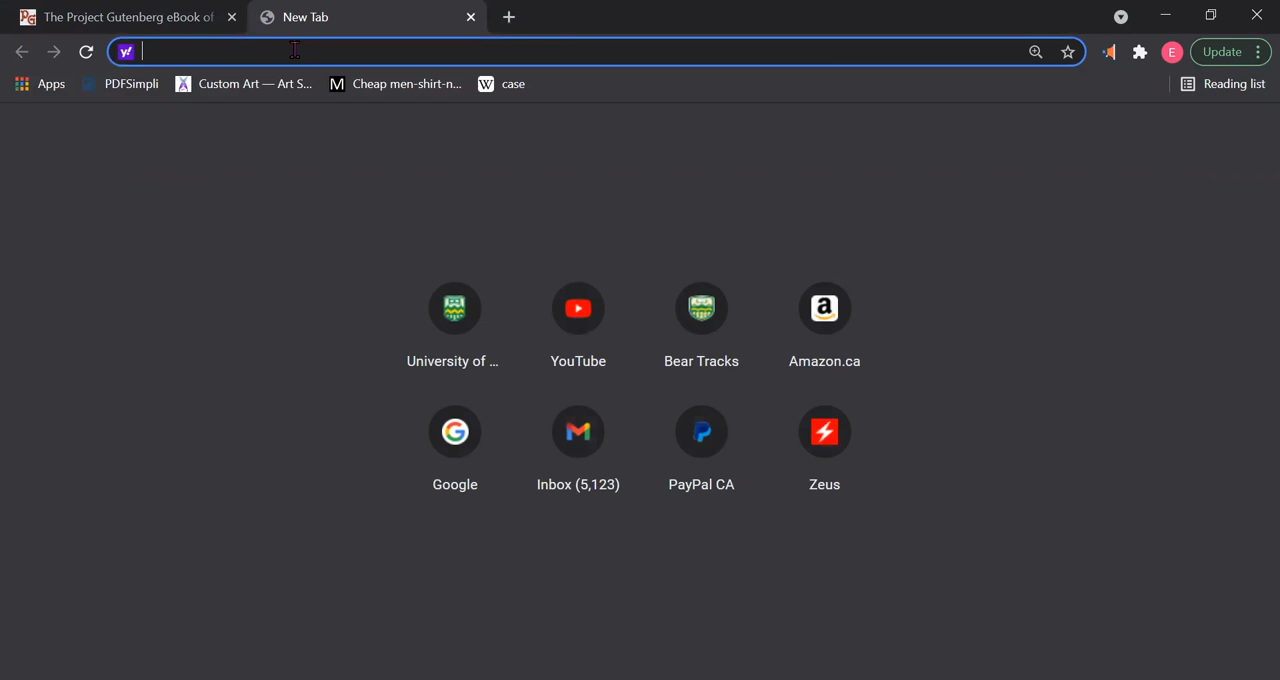 The Project Gutenberg eBook of
New Tab
y!
E
Update
Apps
PDFSimpli
Custom Art — Art S...
M Cheap men-shirt-n...
W case
Reading list
University of ...
YouTube
Bear Tracks
a
Amazon.ca
G
Google
Inbox (5,123)
PayPal CA
Zeus